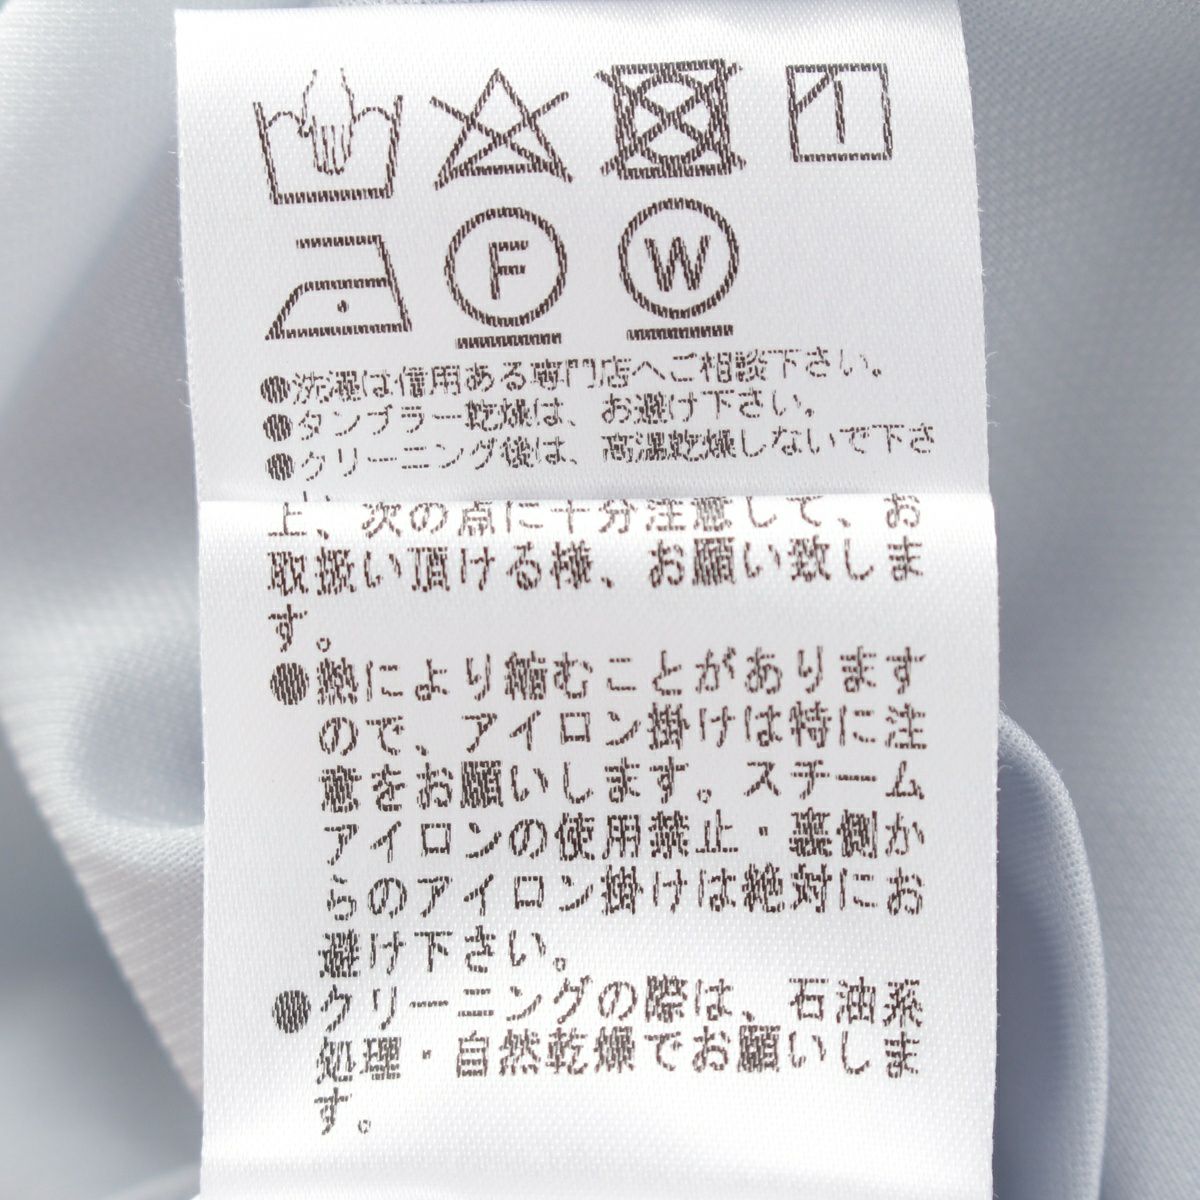 F W
●洗濯は信用ある専門店へご相談下さい。
●タンブラー乾燥は、お避け下さい。
●クリーニング後は、高温乾燥しないで下さ
上、次の点に十分注意して、お
取扱い頂ける様、お願い致しま
す。
●熱により縮むことがあります
ので、アイロン掛けは特に注
意をお願いします。スチーム
アイロンの使用禁止・裏側か
らのアイロン掛けは絶対にお
避け下さい。
●クリーニングの際は、石油系
処理・自然乾燥でお願いしま
す。